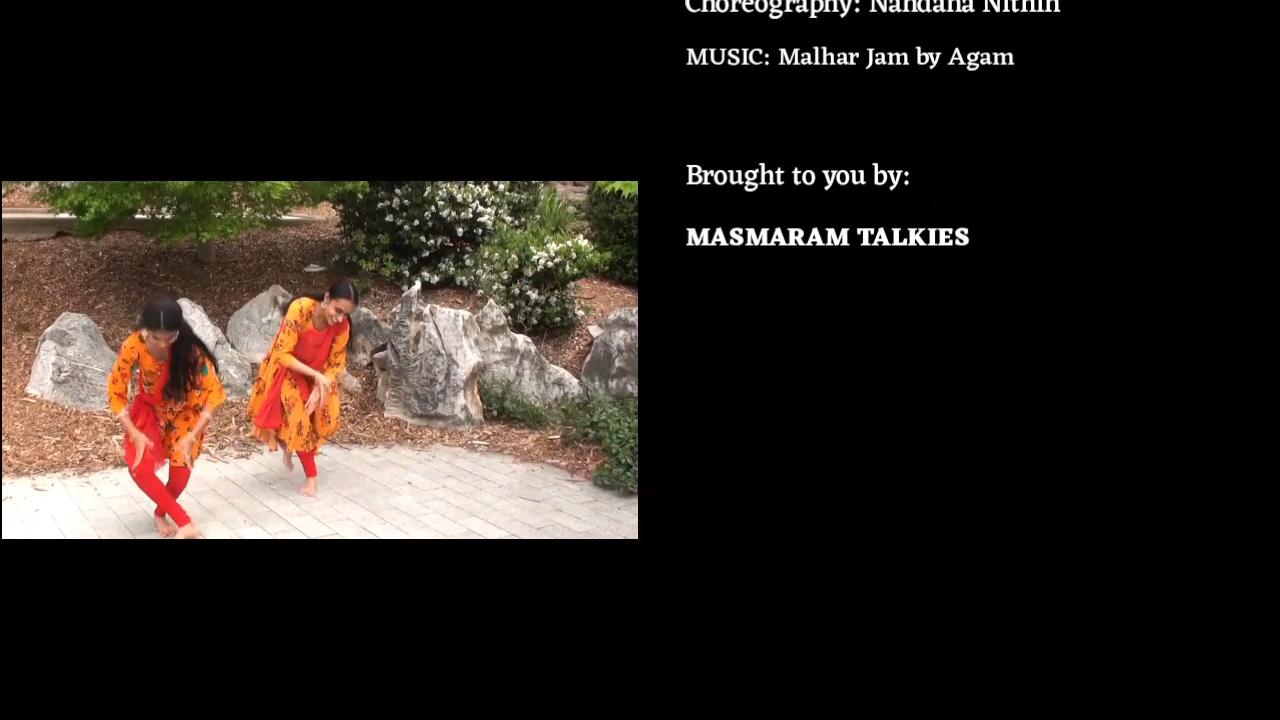 Choreography: Nandana Nithin
MUSIC: Malhar Jam by Agam
Brought to you by:
MASMARAM TALKIES